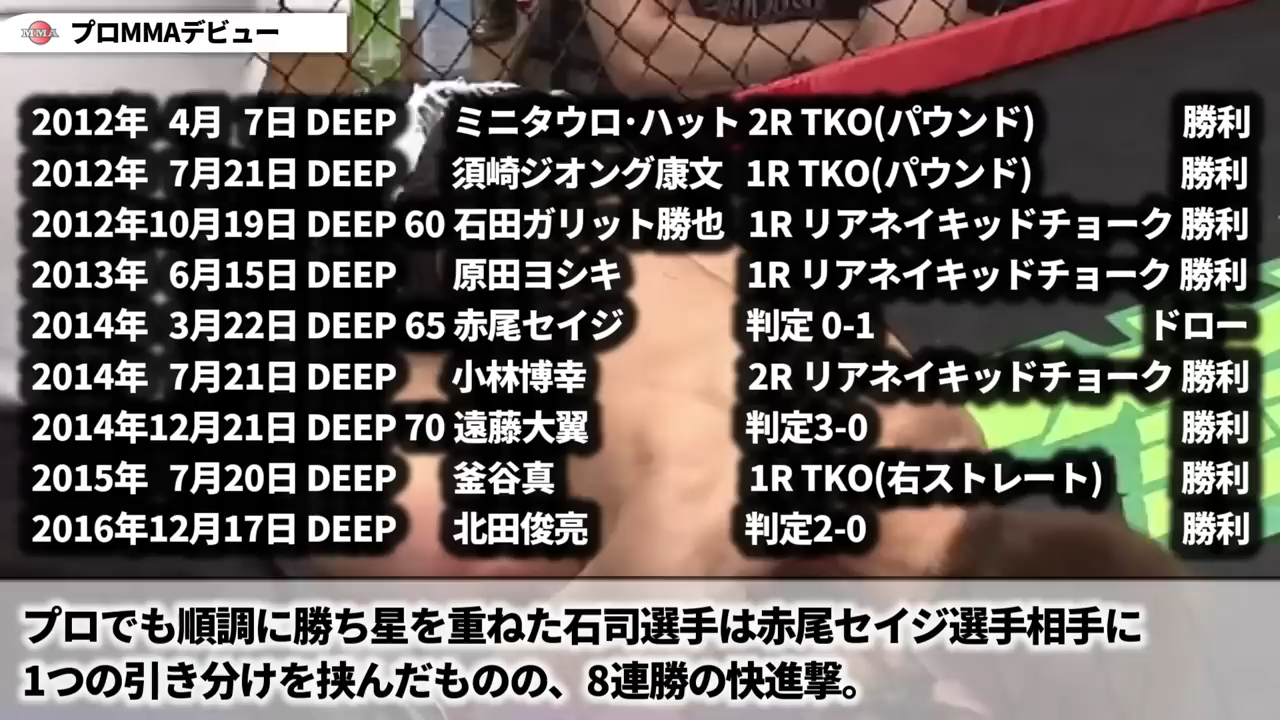 MMA プロMMAデビュー
2012年 4月 7日 DEEP ミニタウロ・ハット 2R TKO(パウンド) 勝利
2012年 7月21日 DEEP 須崎ジオング康文 1R TKO(パウンド) 勝利
2012年10月19日 DEEP 60 石田ガリット勝也 1R リアネイキッドチョーク 勝利
2013年 6月15日 DEEP 原田ヨシキ 1R リアネイキッドチョーク 勝利
2014年 3月22日 DEEP 65 赤尾セイジ 判定 0-1 ドロー
2014年 7月21日 DEEP 小林博幸 2R リアネイキッドチョーク 勝利
2014年12月21日 DEEP 70 遠藤大翼 判定3-0 勝利
2015年 7月20日 DEEP 釜谷真 1R TKO(右ストレート) 勝利
2016年12月17日 DEEP 北田俊亮 判定2-0 勝利
プロでも順調に勝ち星を重ねた石司選手は赤尾セイジ選手相手に
1つの引き分けを挟んだものの、8連勝の快進撃。